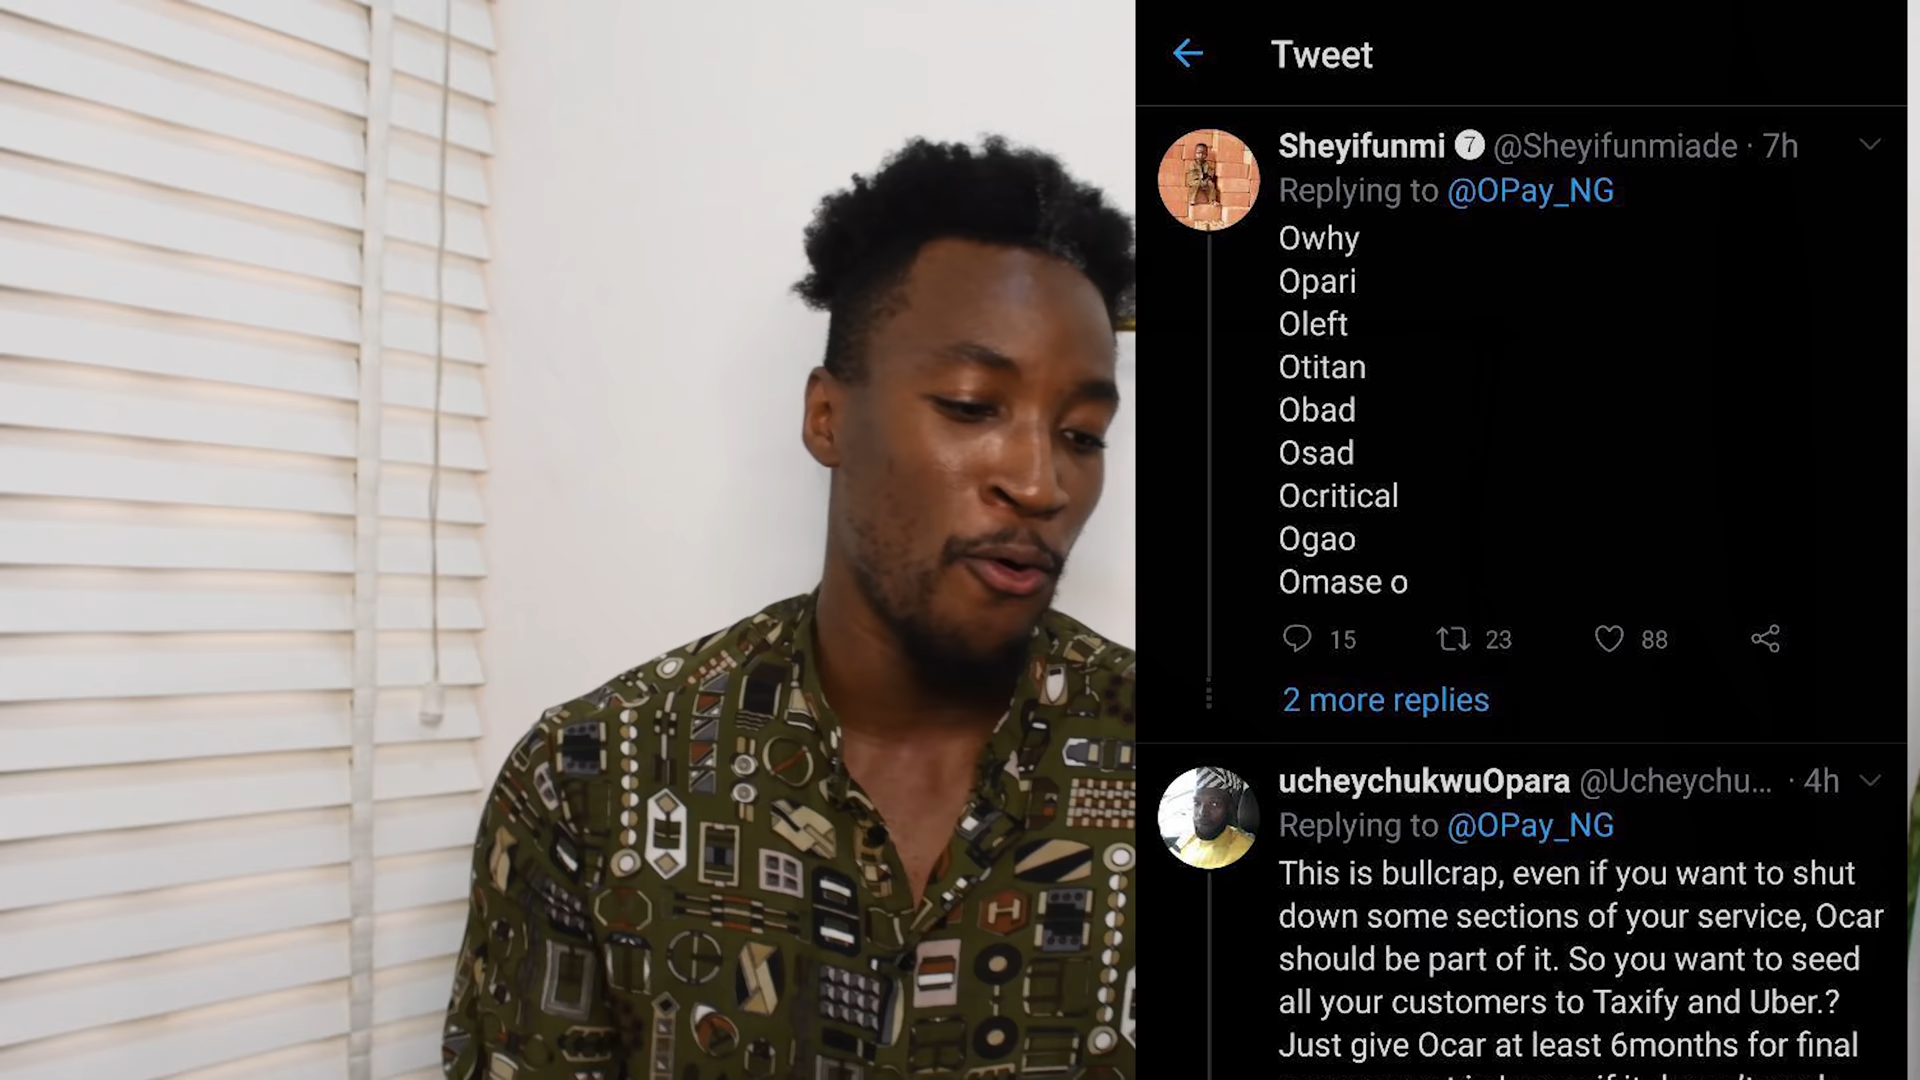 Tweet
Sheyifunmi 7 @Sheyifunmiade · 7h
Replying to @OPay_NG
Owhy
Opari
Oleft
Otitan
Obad
Osad
Ocritical
Ogao
Omase o
15 23 88
2 more replies
ucheychukwuOpara @Ucheychu... · 4h
Replying to @OPay_NG
This is bullcrap, even if you want to shut
down some sections of your service, Ocar
should be part of it. So you want to seed
all your customers to Taxify and Uber.?
Just give Ocar at least 6months for final